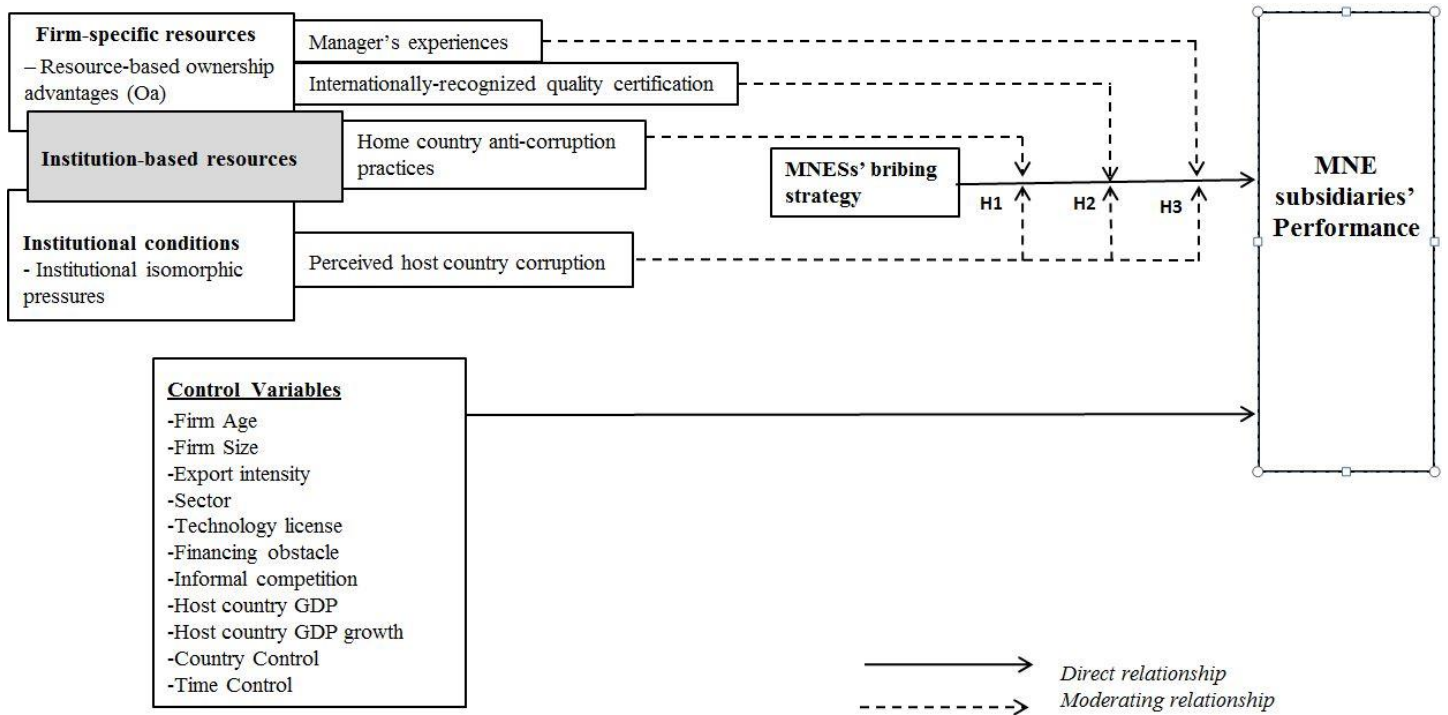 Firm-specific resources
– Resource-based ownership
advantages (Oa)
Manager's experiences
Internationally-recognized quality certification
Institution-based resources
Home country anti-corruption
practices
Institutional conditions
- Institutional isomorphic
pressures
Perceived host country corruption
MNESs' bribing
strategy
H1
H2
H3
MNE
subsidiaries'
Performance
Control Variables
-Firm Age
-Firm Size
-Export intensity
-Sector
-Technology license
-Financing obstacle
-Informal competition
-Host country GDP
-Host country GDP growth
-Country Control
-Time Control
Direct relationship
Moderating relationship